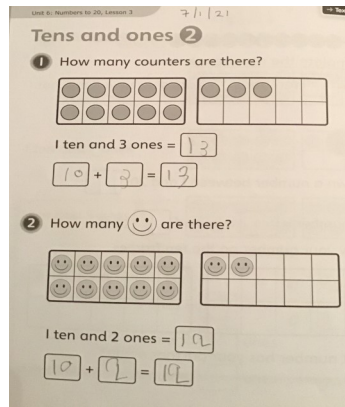 Unit 6: Numbers to 20, Lesson 3
7/1/21
Tens and ones 2
1 How many counters are there?
1 ten and 3 ones = 13
10 + 3 = 13
2 How many are there?
1 ten and 2 ones = 12
10 + 2 = 12